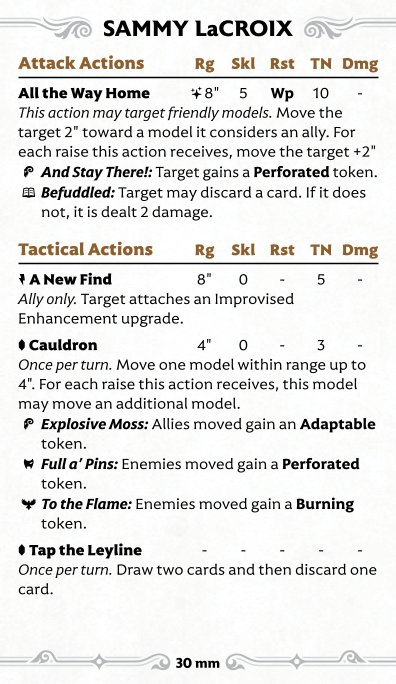 SAMMY LaCROIX
Attack Actions Rg Skl Rst TN Dmg
All the Way Home 8" 5 Wp 10 -
This action may target friendly models. Move the
target 2" toward a model it considers an ally. For
each raise this action receives, move the target +2"
And Stay There!: Target gains a Perforated token.
Befuddled: Target may discard a card. If it does
not, it is dealt 2 damage.
Tactical Actions Rg Skl Rst TN Dmg
A New Find 8" 0 - 5 -
Ally only. Target attaches an Improvised
Enhancement upgrade.
Cauldron 4" 0 - 3 -
Once per turn. Move one model within range up to
4". For each raise this action receives, this model
may move an additional model.
Explosive Moss: Allies moved gain an Adaptable
token.
Full a' Pins: Enemies moved gain a Perforated
token.
To the Flame: Enemies moved gain a Burning
token.
Tap the Leyline - - - - -
Once per turn. Draw two cards and then discard one
card.
30 mm